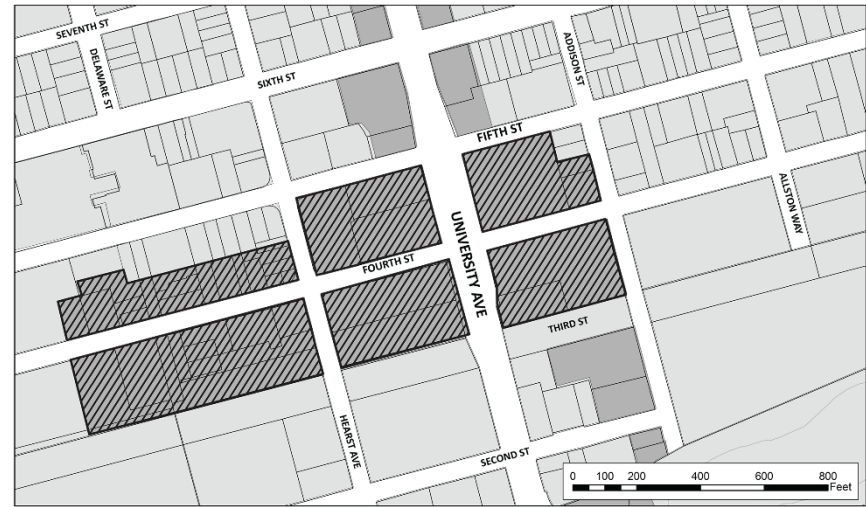 SEVENTH ST
DELAWARE ST
SIXTH ST
ADDISON ST
FIFTH ST
ALLSTON WAY
UNIVERSITY AVE
FOURTH ST
THIRD ST
HEARST AVE
SECOND ST
0 100 200 400 600 800
Feet